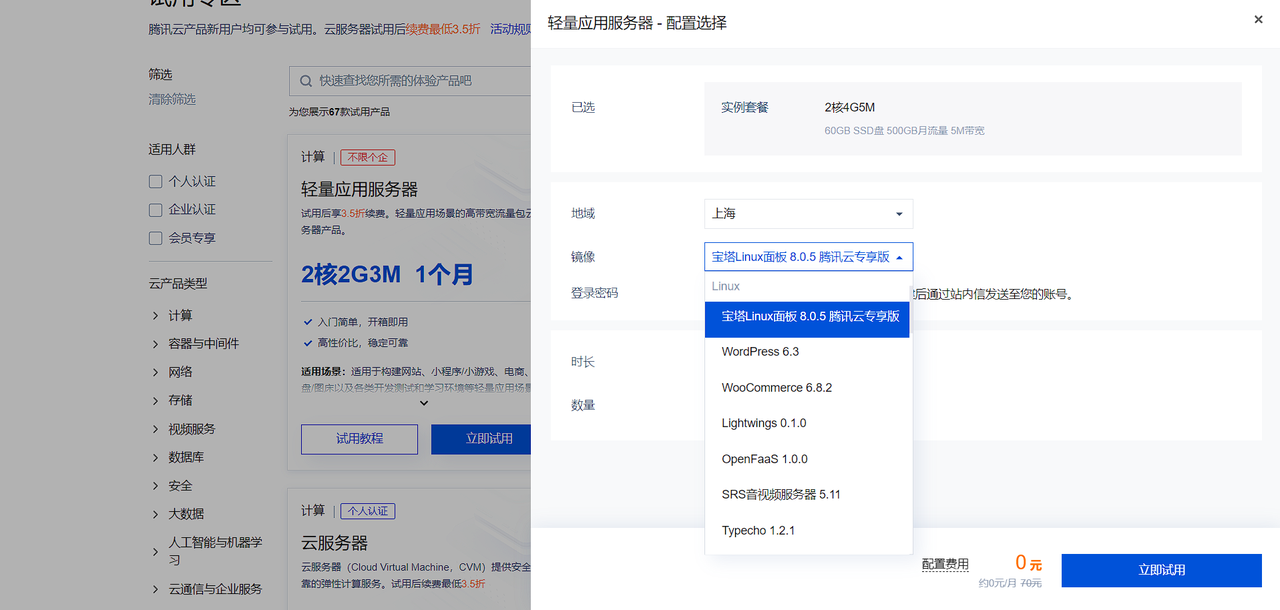 试用专区
腾讯云产品新用户均可参与试用。云服务器试用后续费最低3.5折 活动规则
筛选
清除筛选
适用人群
个人认证
企业认证
会员专享
云产品类型
计算
容器与中间件
网络
存储
视频服务
数据库
安全
大数据
人工智能与机器学
习
云通信与企业服务
快速查找您所需的体验产品吧
为您展示67款试用产品
计算 | 不限个企
轻量应用服务器
试用后享3.5折续费。轻量应用场景的高带宽流量包云
务器产品。
2核2G3M 1个月
入门简单，开箱即用
高性价比，稳定可靠
适用场景：适用于构建网站、小程序/小游戏、电商、
盘/图床以及各类开发测试和学习环境等轻量应用场景
试用教程
立即试用
计算 | 个人认证
云服务器
云服务器（Cloud Virtual Machine，CVM）提供安全
靠的弹性计算服务。试用后续费最低3.5折
轻量应用服务器 - 配置选择
已选
实例套餐
2核4G5M
60GB SSD盘 500GB月流量 5M带宽
地域
上海
镜像
宝塔Linux面板 8.0.5 腾讯云专享版
登录密码
后通过站内信发送至您的账号。
Linux
宝塔Linux面板 8.0.5 腾讯云专享版
WordPress 6.3
WooCommerce 6.8.2
Lightwings 0.1.0
OpenFaaS 1.0.0
SRS音视频服务器 5.11
Typecho 1.2.1
时长
数量
配置费用
0元
约0元/月 70元
立即试用